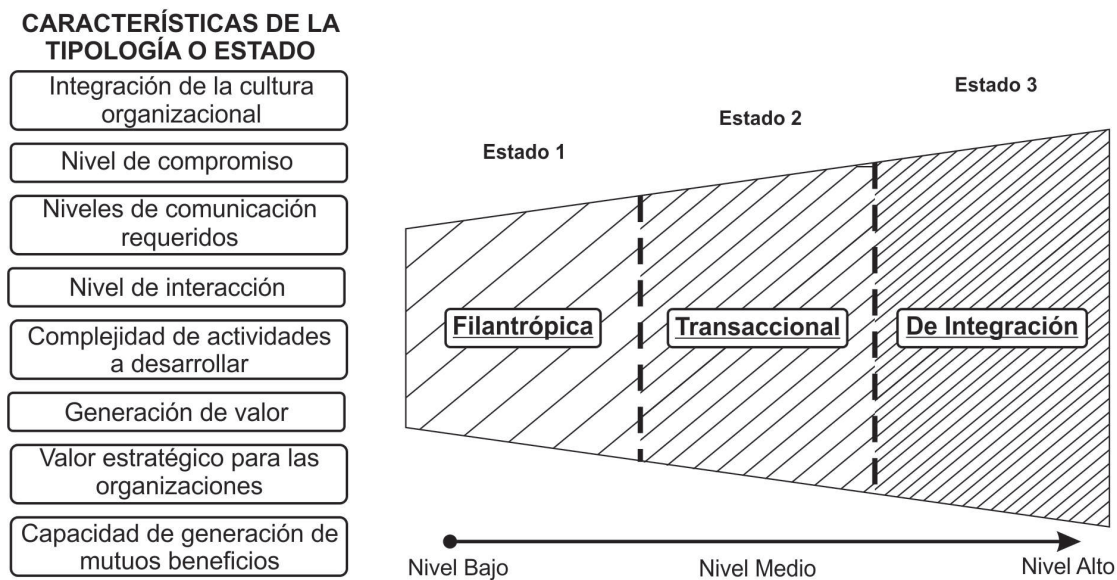 CARACTERÍSTICAS DE LA
TIPOLOGÍA O ESTADO
Integración de la cultura
organizacional
Nivel de compromiso
Niveles de comunicación
requeridos
Nivel de interacción
Complejidad de actividades
a desarrollar
Generación de valor
Valor estratégico para las
organizaciones
Capacidad de generación de
mutuos beneficios
Estado 1
Estado 2
Estado 3
Filantrópica
Transaccional
De Integración
Nivel Bajo
Nivel Medio
Nivel Alto